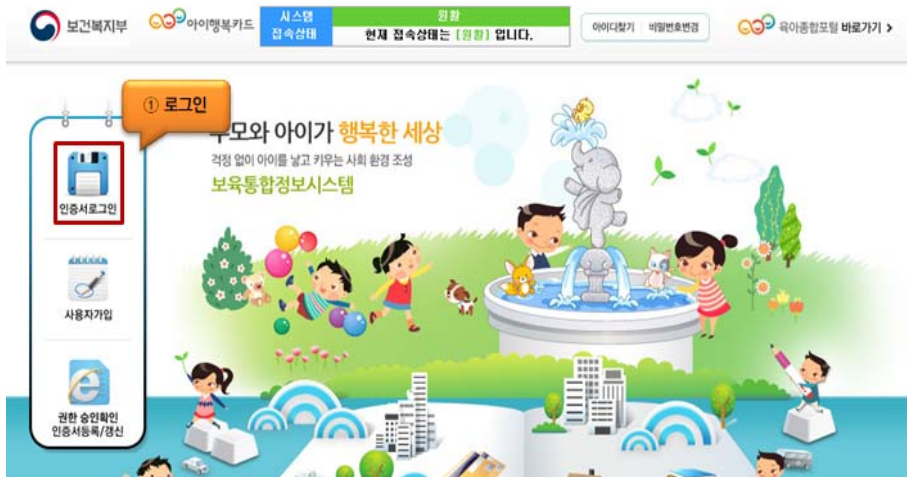 보건복지부
아이행복카드
시스템
접속상태
원활
현재 접속상태는 [원활] 입니다.
아이디찾기
비밀번호변경
육아종합포털 바로가기 >
① 로그인
부모와 아이가 행복한 세상
걱정 없이 아이를 낳고 키우는 사회 환경 조성
보육통합정보시스템
인증서로그인
사용자가입
권한 승인확인
인증서등록/갱신